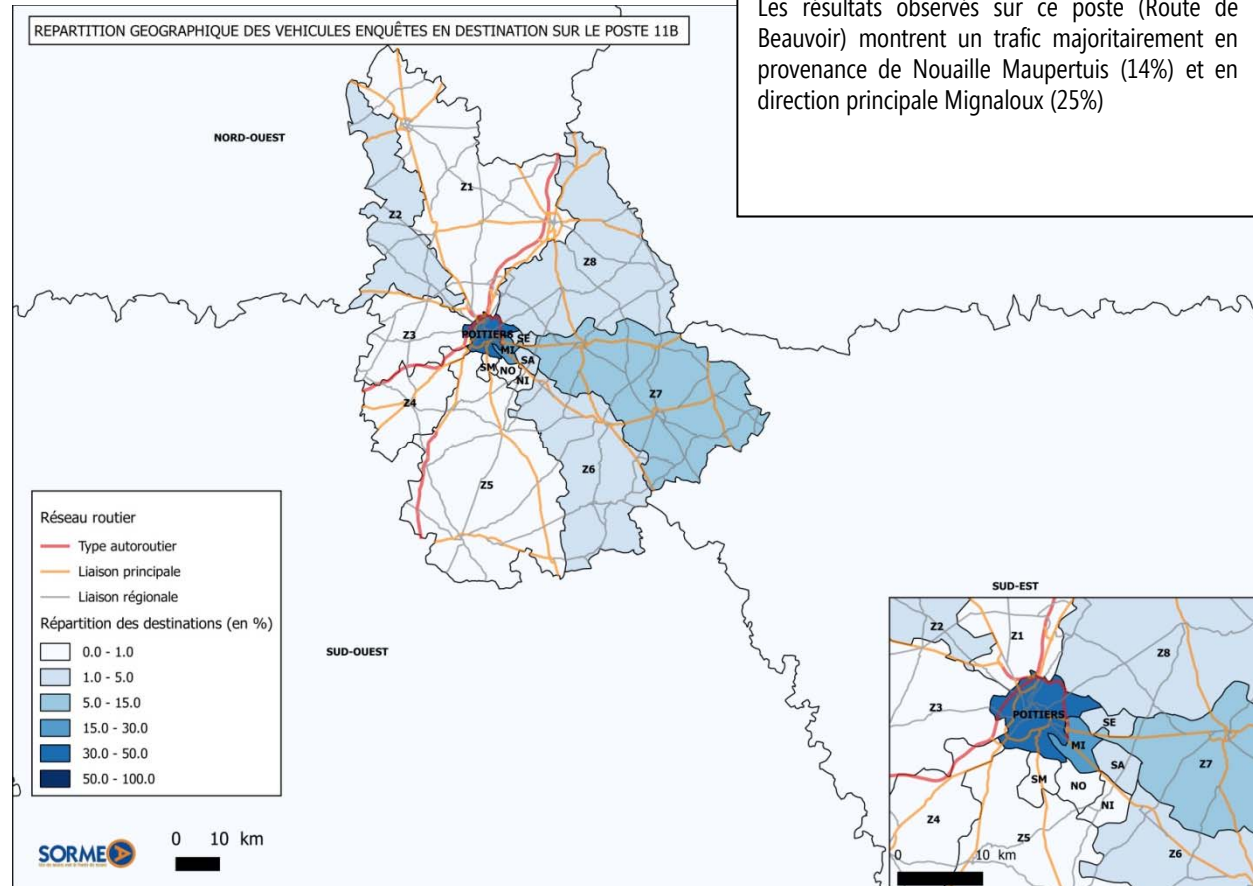 Les résultats observés sur ce poste (Route de
Beauvoir) montrent un trafic majoritairement en
provenance de Nouaille Maupertuis (14%) et en
direction principale Mignaloux (25%)
REPARTITION GEOGRAPHIQUE DES VEHICULES ENQUÊTES EN DESTINATION SUR LE POSTE 11B
NORD-OUEST
Z1
Z2
Z8
Z3
POITIERS
SE
MI
SA
SM
NO
NI
Z4
Z7
Z6
Z5
SUD-OUEST
SUD-EST
Réseau routier
Type autoroutier
Liaison principale
Liaison régionale
Répartition des destinations (en %)
0.0 - 1.0
1.0 - 5.0
5.0 - 15.0
15.0 - 30.0
30.0 - 50.0
50.0 - 100.0
SORMEA
0 10 km
Z2
Z1
Z8
Z3
POITIERS
SE
MI
SA
Z7
SM
NO
NI
Z4
Z5
Z6
0 10 km